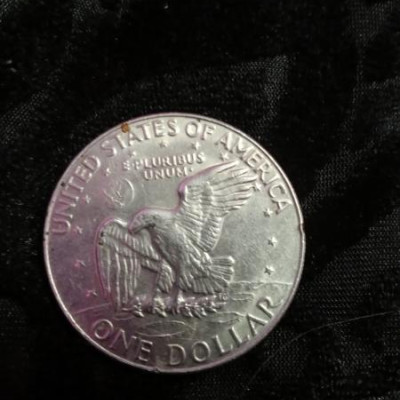 UNITED STATES OF AMERICA
E PLURIBUS
UNUM
ONE DOLLAR